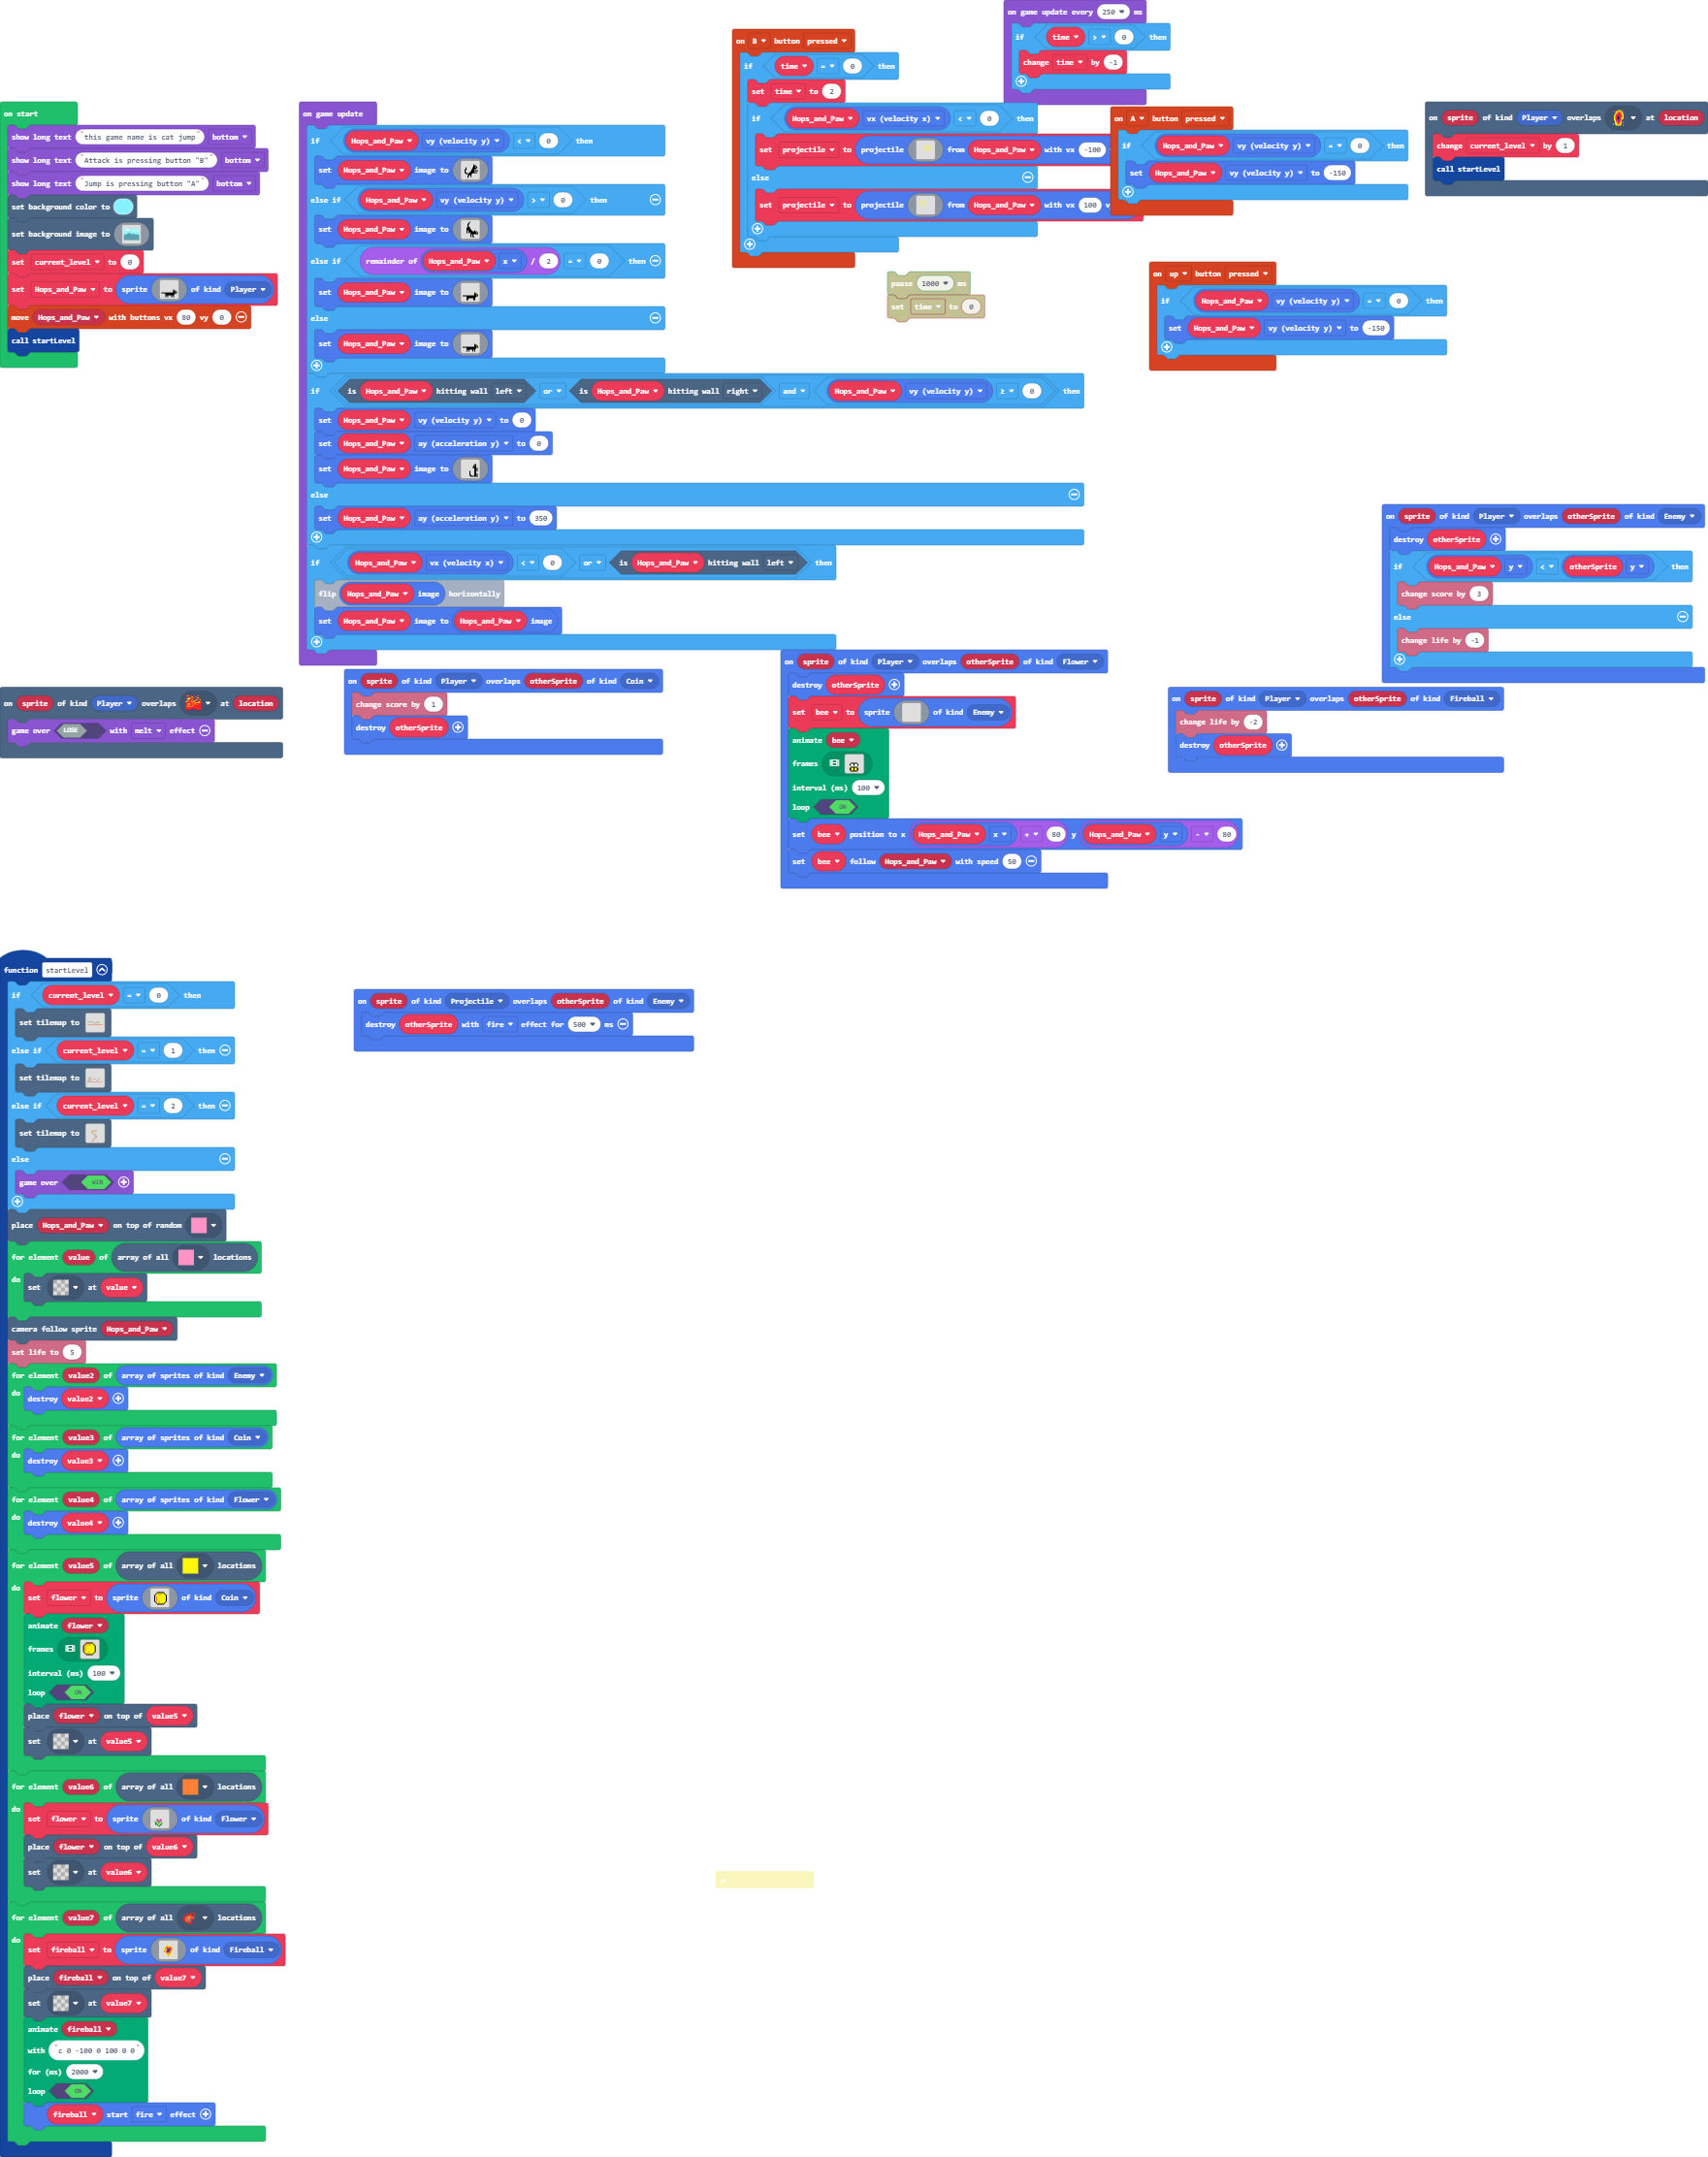 on start
show long text "this game name is cat jump" bottom
show long text "Attack is pressing button "B"" bottom
show long text "Jump is pressing button "A"" bottom
set background color to
set background image to
set current_level to 0
set Hops_and_Paw to sprite of kind Player
move Hops_and_Paw with buttons vx 80 vy 0
call startLevel
on game update
if Hops_and_Paw vy (velocity y) < 0 then
set Hops_and_Paw image to
else if Hops_and_Paw vy (velocity y) > 0 then
set Hops_and_Paw image to
else if remainder of Hops_and_Paw x / 2 = 0 then
set Hops_and_Paw image to
else
set Hops_and_Paw image to
if is Hops_and_Paw hitting wall left or is Hops_and_Paw hitting wall right and Hops_and_Paw vy (velocity y) ≥ 0 then
set Hops_and_Paw vy (velocity y) to 0
set Hops_and_Paw ay (acceleration y) to 0
set Hops_and_Paw image to
else
set Hops_and_Paw ay (acceleration y) to 350
if Hops_and_Paw vx (velocity x) < 0 or is Hops_and_Paw hitting wall left then
flip Hops_and_Paw image horizontally
set Hops_and_Paw image to Hops_and_Paw image
on B button pressed
if time = 0 then
set time to 2
if Hops_and_Paw vx (velocity x) < 0 then
set projectile to projectile from Hops_and_Paw with vx -100
else
set projectile to projectile from Hops_and_Paw with vx 100 v
on game update every 250 ms
if time > 0 then
change time by -1
on A button pressed
if Hops_and_Paw vy (velocity y) = 0 then
set Hops_and_Paw vy (velocity y) to -150
on sprite of kind Player overlaps at location
change current_level by 1
call startLevel
pause 1000 ms
set time to 0
on up button pressed
if Hops_and_Paw vy (velocity y) = 0 then
set Hops_and_Paw vy (velocity y) to -150
on sprite of kind Player overlaps otherSprite of kind Enemy
destroy otherSprite
if Hops_and_Paw y < otherSprite y then
change score by 3
else
change life by -1
on sprite of kind Player overlaps at location
game over LOSE with melt effect
on sprite of kind Player overlaps otherSprite of kind Coin
change score by 1
destroy otherSprite
on sprite of kind Player overlaps otherSprite of kind Flower
destroy otherSprite
set bee to sprite of kind Enemy
animate bee
frames
interval (ms) 100
loop ON
set bee position to x Hops_and_Paw x + 80 y Hops_and_Paw y - 80
set bee follow Hops_and_Paw with speed 50
on sprite of kind Player overlaps otherSprite of kind Fireball
change life by -2
destroy otherSprite
function startLevel
if current_level = 0 then
set tilemap to
else if current_level = 1 then
set tilemap to
else if current_level = 2 then
set tilemap to
else
game over WIN
place Hops_and_Paw on top of random
for element value of array of all locations
do set at value
camera follow sprite Hops_and_Paw
set life to 5
for element value2 of array of sprites of kind Enemy
do destroy value2
for element value3 of array of sprites of kind Coin
do destroy value3
for element value4 of array of sprites of kind Flower
do destroy value4
for element value5 of array of all locations
do set flower to sprite of kind Coin
animate flower
frames
interval (ms) 100
loop ON
place flower on top of value5
set at value5
for element value6 of array of all locations
do set flower to sprite of kind Flower
place flower on top of value6
set at value6
for element value7 of array of all locations
do set fireball to sprite of kind Fireball
place fireball on top of value7
set at value7
animate fireball
with "c 0 -100 0 100 0 0"
for (ms) 2000
loop ON
fireball start fire effect
on sprite of kind Projectile overlaps otherSprite of kind Enemy
destroy otherSprite with fire effect for 500 ms